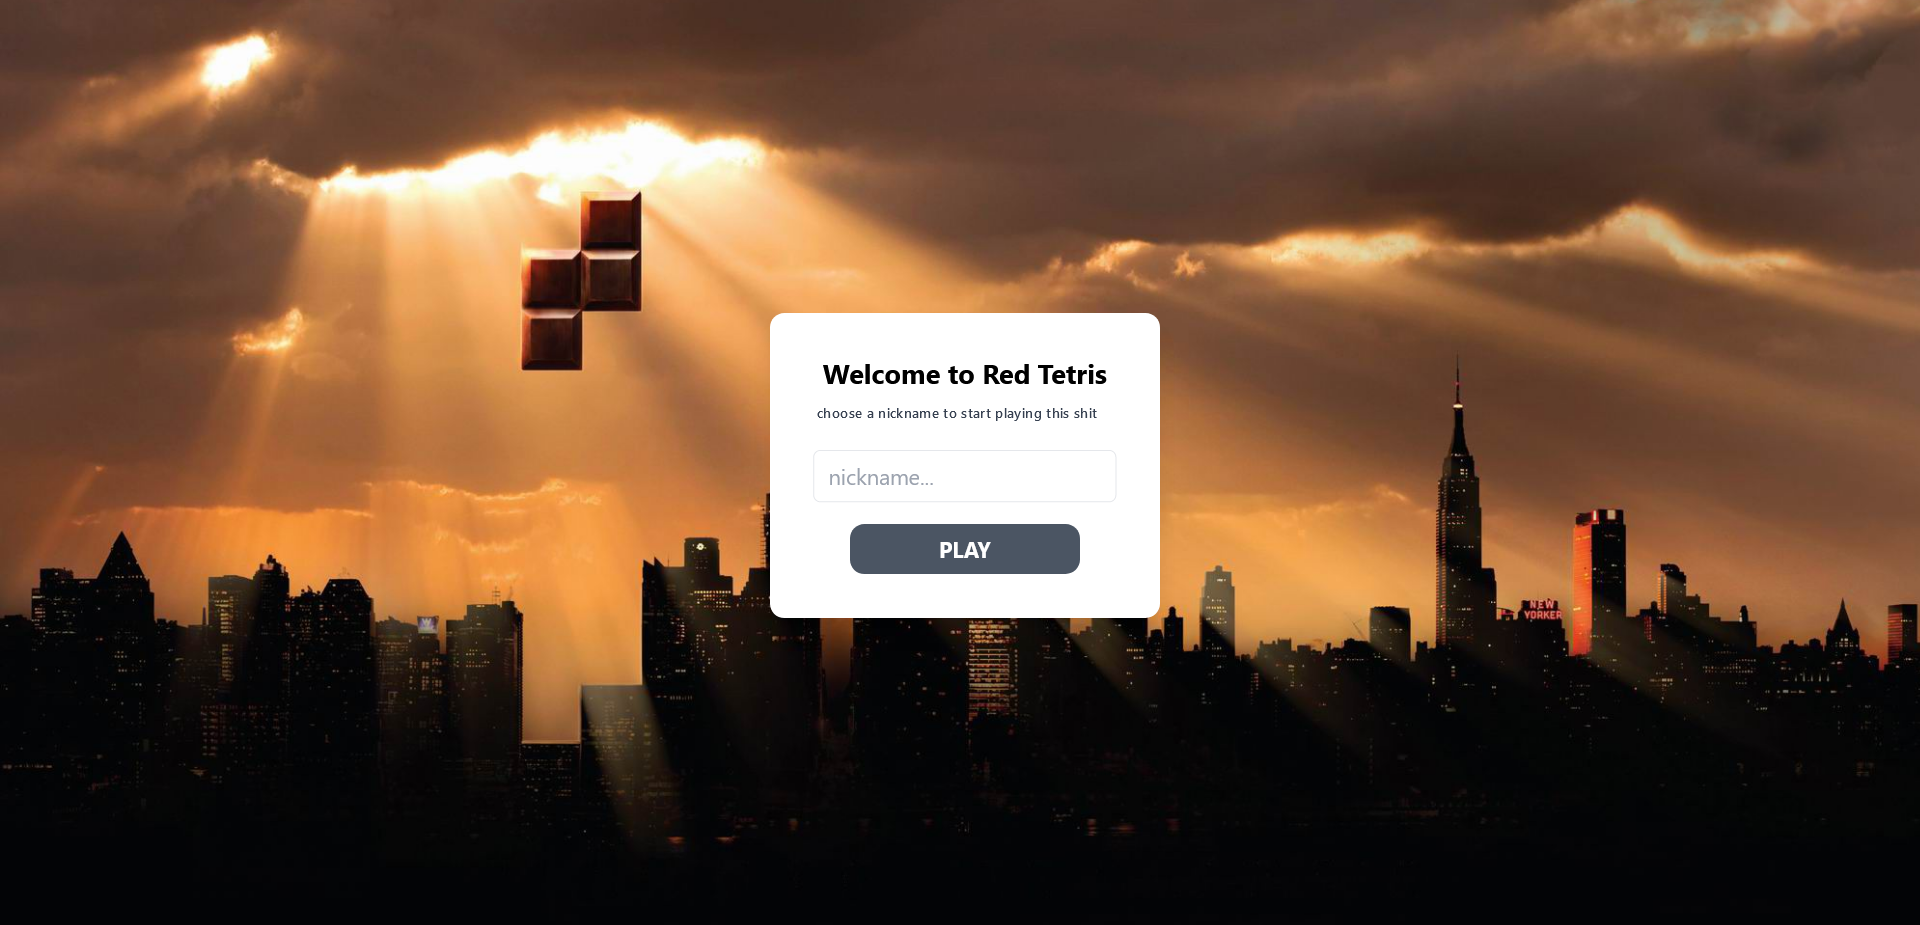 Welcome to Red Tetris
choose a nickname to start playing this shit
nickname...
PLAY
NEW
YORKER